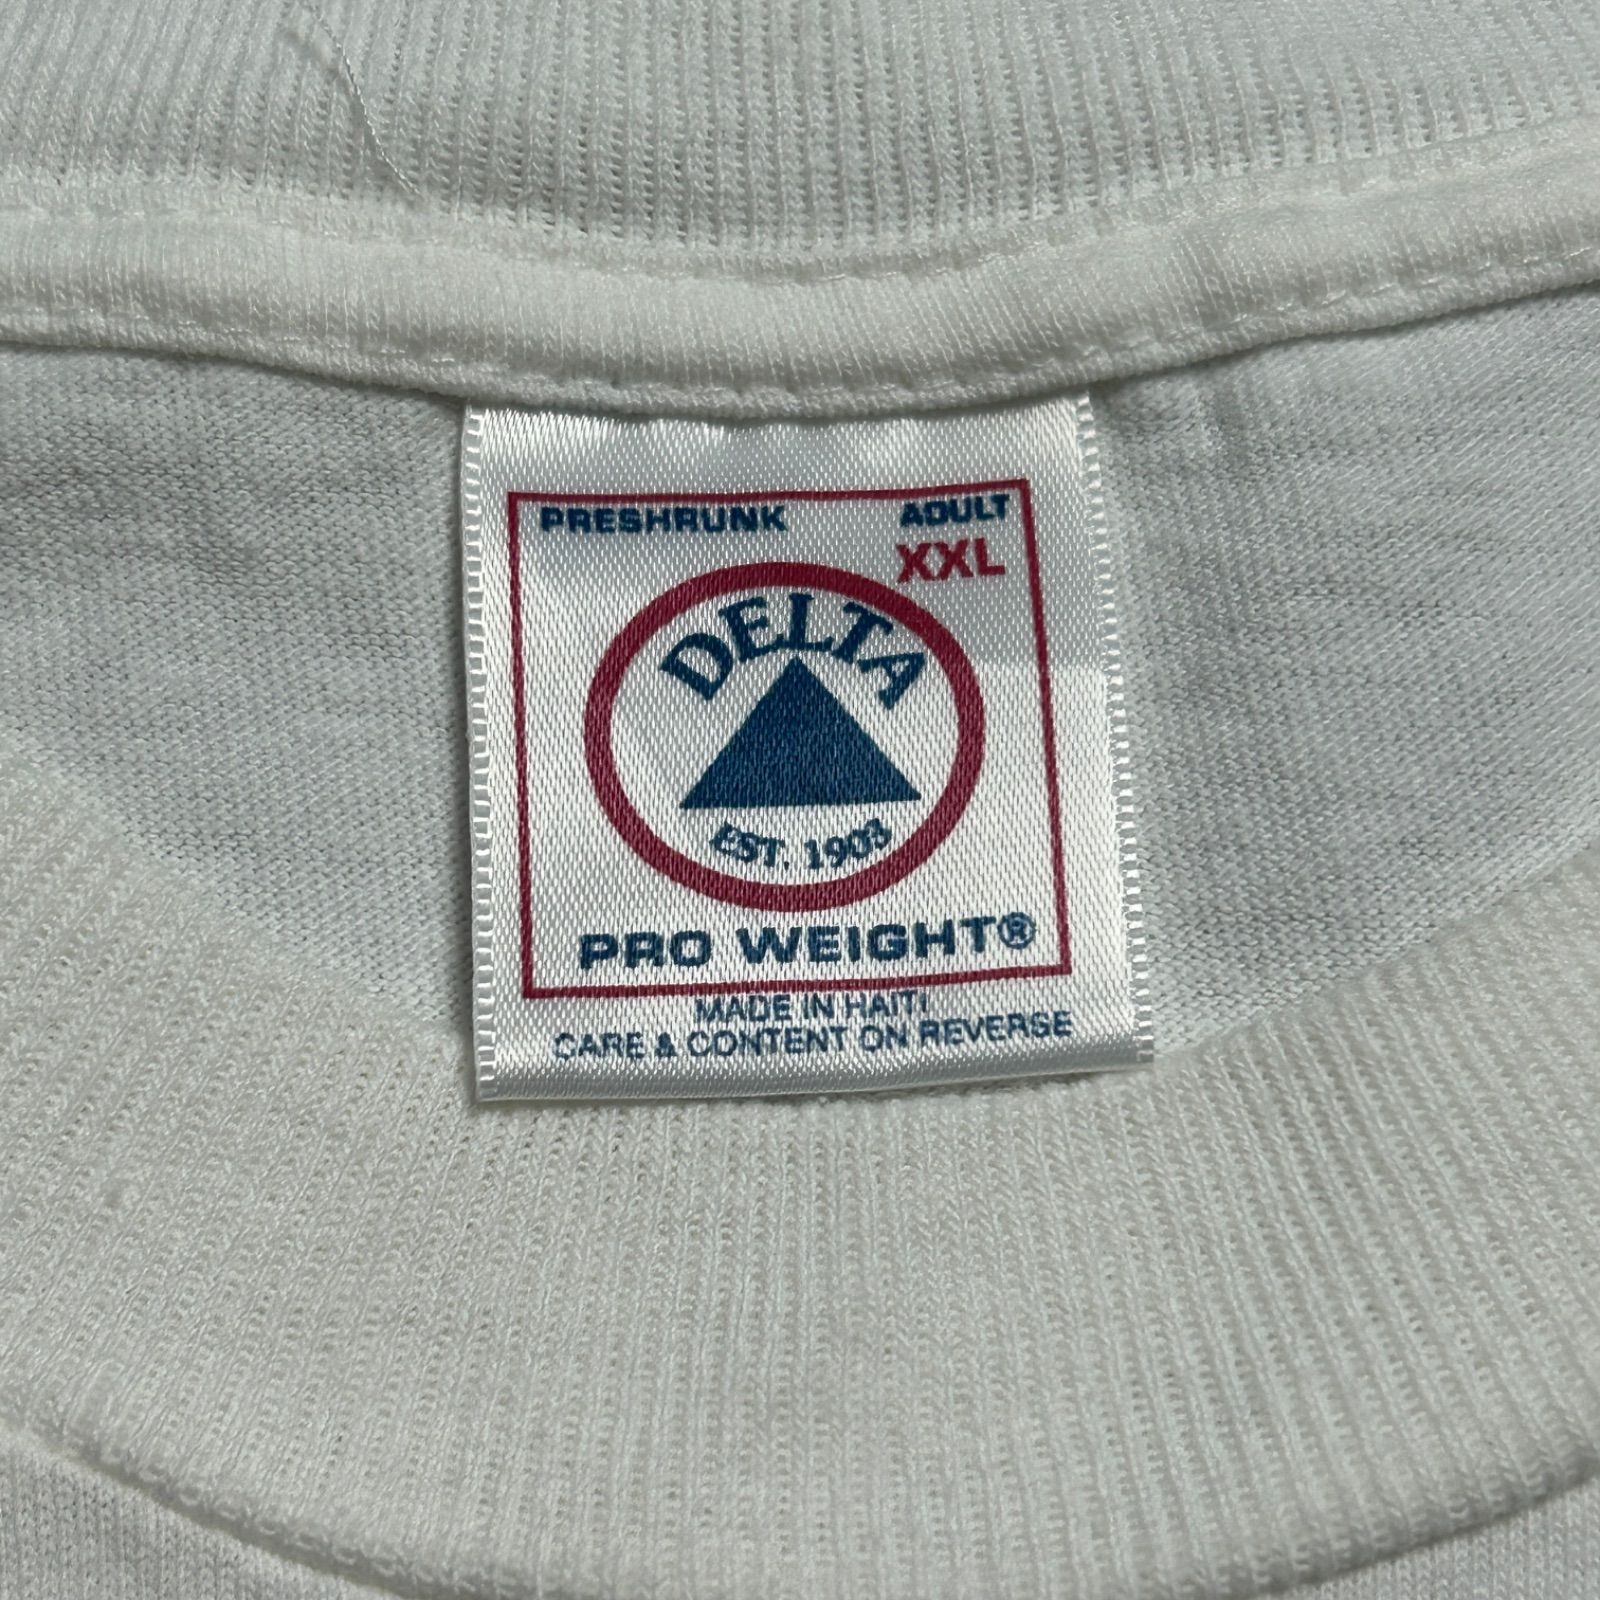 PRESHRUNK ADULT
XXL
DELTA
EST. 1903
PRO WEIGHT®
MADE IN HAITI
CARE & CONTENT ON REVERSE